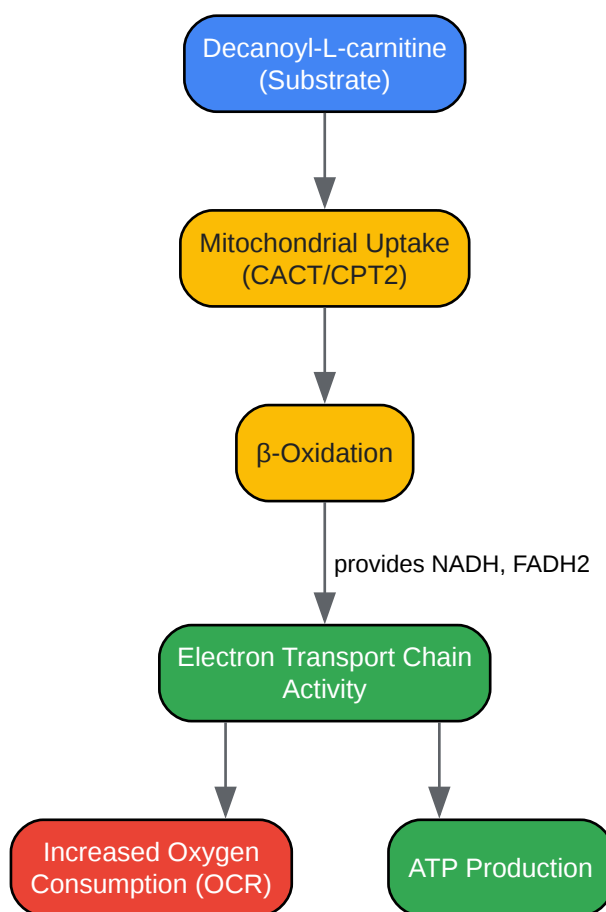 Decanoyl-L-carnitine
(Substrate)
Mitochondrial Uptake
(CACT/CPT2)
β-Oxidation
provides NADH, FADH2
Electron Transport Chain
Activity
Increased Oxygen
Consumption (OCR)
ATP Production